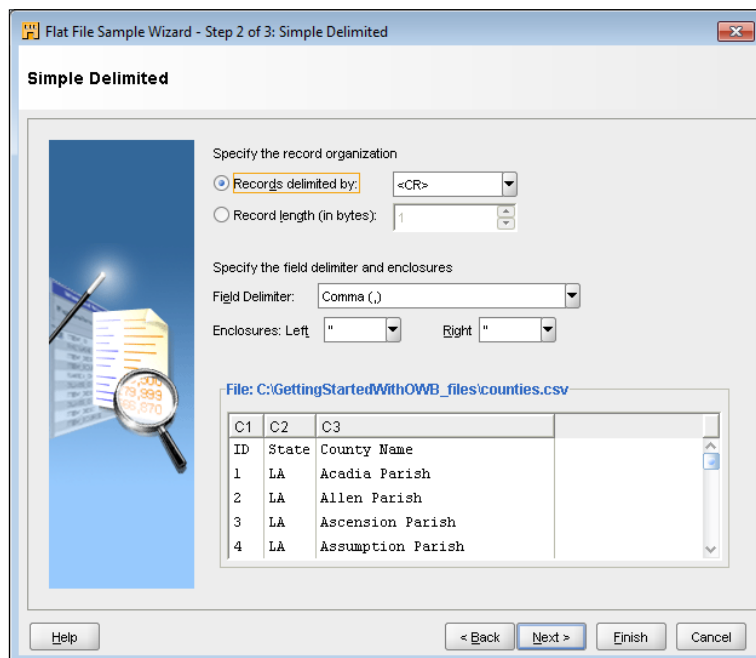 Flat File Sample Wizard - Step 2 of 3: Simple Delimited
Simple Delimited
Specify the record organization
Records delimited by: <CR>
Record length (in bytes): 1
Specify the field delimiter and enclosures
Field Delimiter: Comma (,)
Enclosures: Left " Right "
File: C:\GettingStartedWithOWB_files\counties.csv
C1 C2 C3
ID State County Name
1 LA Acadia Parish
2 LA Allen Parish
3 LA Ascension Parish
4 LA Assumption Parish
Help < Back Next > Finish Cancel